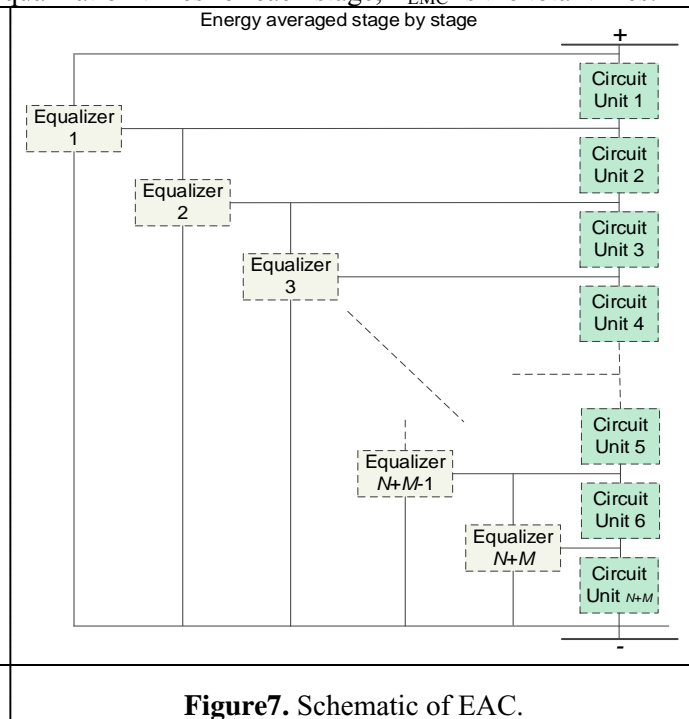 Energy averaged stage by stage
+
Circuit
Unit 1
Equalizer
1
Circuit
Unit 2
Equalizer
2
Circuit
Unit 3
Equalizer
3
Circuit
Unit 4
Circuit
Unit 5
Equalizer
N+M-1
Circuit
Unit 6
Equalizer
N+M
Circuit
Unit N+M
-
Figure7. Schematic of EAC.